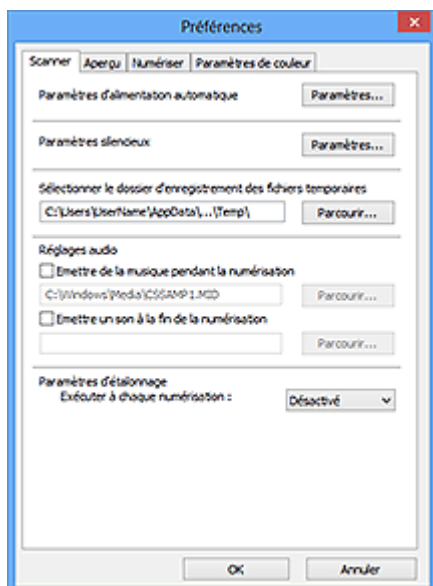 Préférences
Scanner Aperçu Numériser Paramètres de couleur
Paramètres d'alimentation automatique Paramètres...
Paramètres silencieux Paramètres...
Sélectionner le dossier d'enregistrement des fichiers temporaires
C:\Users\UserName\AppData\...\Temp\ Parcourir...
Réglages audio
Emettre de la musique pendant la numérisation
C:\Windows\Media\CSSAMP1.MID Parcourir...
Emettre un son à la fin de la numérisation
Parcourir...
Paramètres d'étalonnage
Exécuter à chaque numérisation : Désactivé
OK Annuler